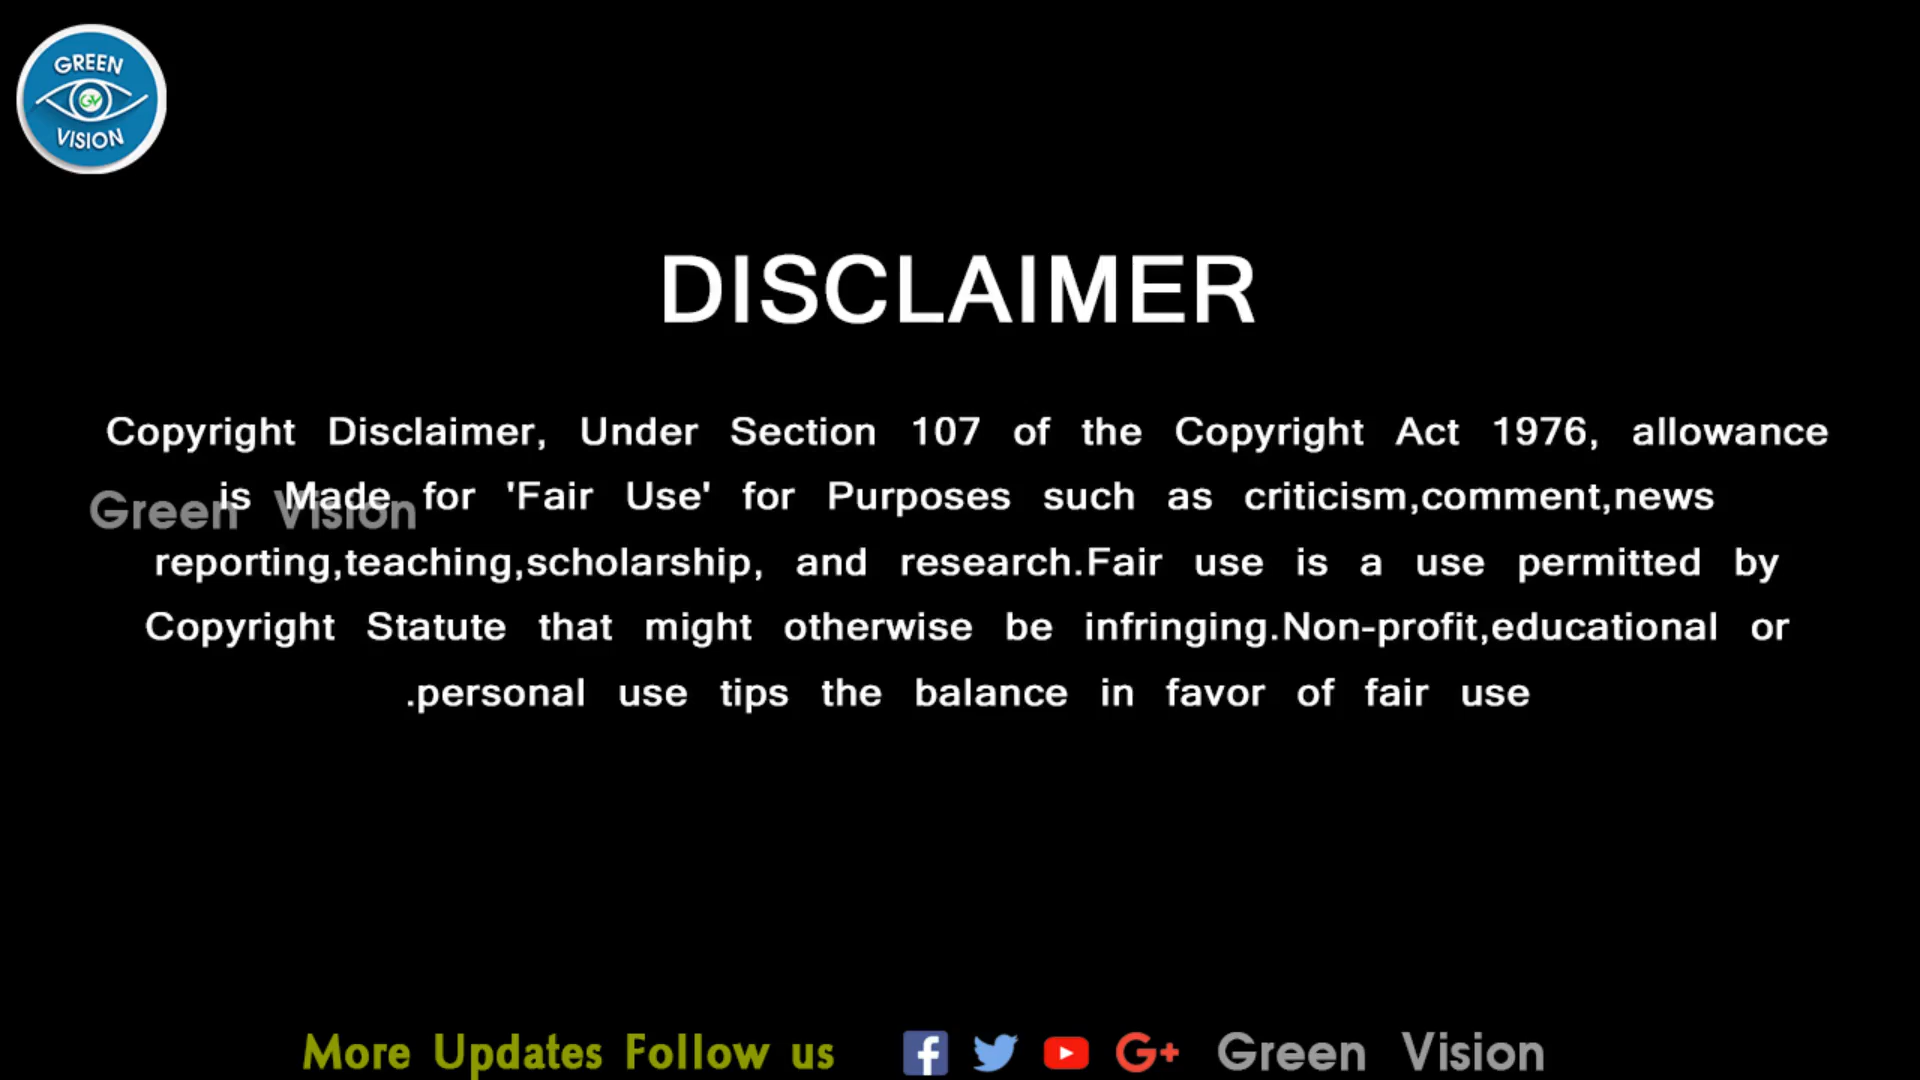 GREEN
GV
VISION
DISCLAIMER
Copyright Disclaimer, Under Section 107 of the Copyright Act 1976, allowance
is Made for 'Fair Use' for Purposes such as criticism,comment,news
Green Vision
reporting,teaching,scholarship, and research.Fair use is a use permitted by
Copyright Statute that might otherwise be infringing.Non-profit,educational or
.personal use tips the balance in favor of fair use
More Updates Follow us f G+ Green Vision